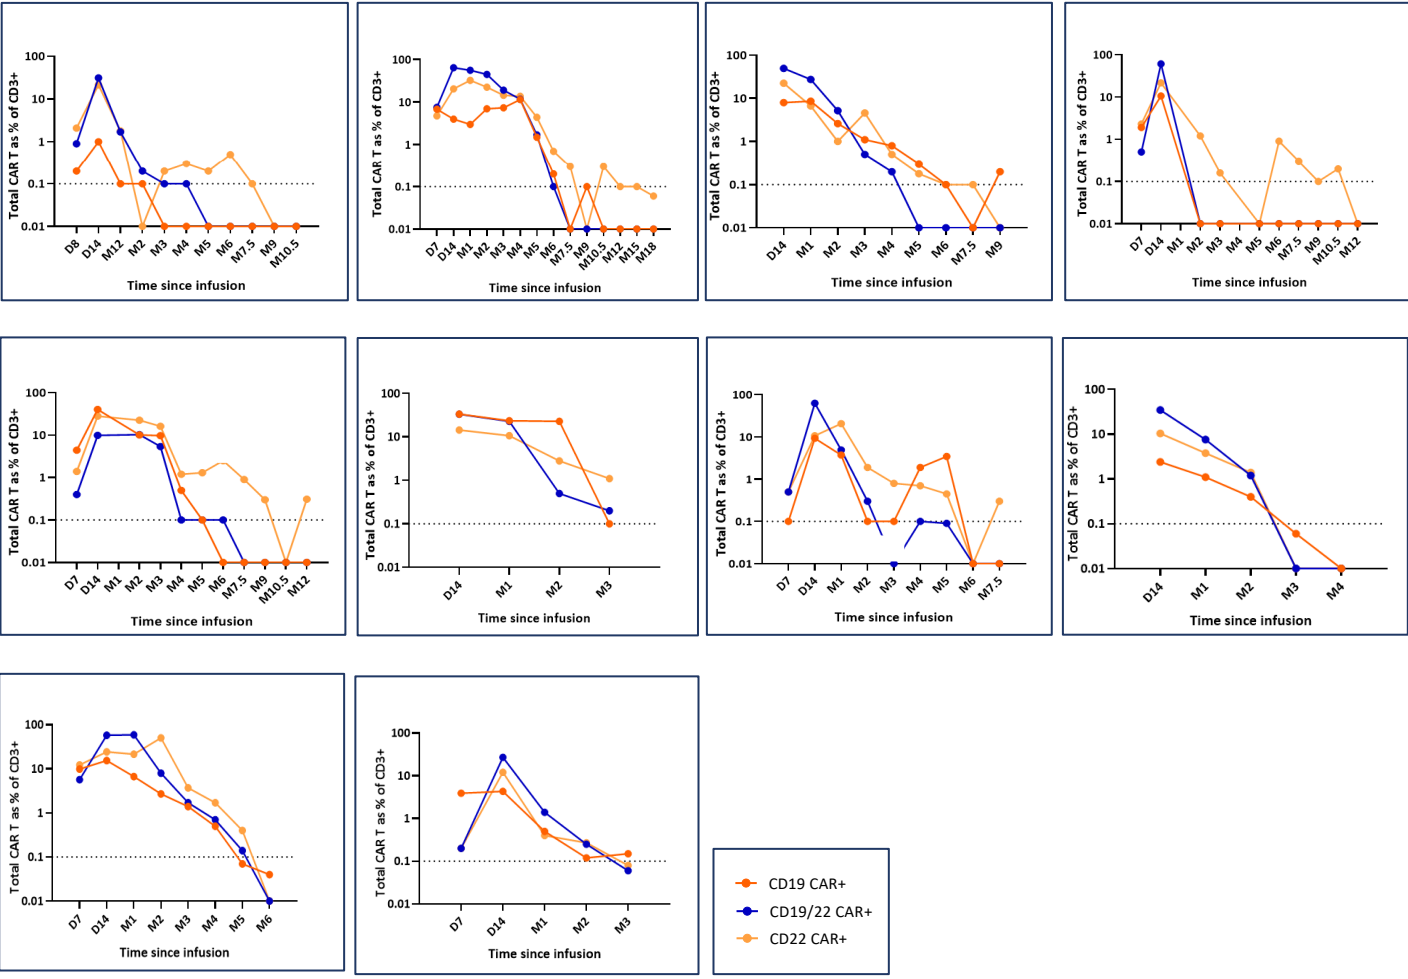 Total CAR T as % of CD3+
100
10
1
0.1
0.01
D8
D14
M12
M2
M3
M4
M5
M6
M7.5
M9
M10.5
Time since infusion
Total CAR T as % of CD3+
100
10
1
0.1
0.01
D7
D14
M1
M2
M3
M4
M5
M6
M7.5
M9
M10.5
M12
M15
M18
Time since infusion
Total CAR T as % of CD3+
100
10
1
0.1
0.01
D14
M1
M2
M3
M4
M5
M6
M7.5
M9
Time since infusion
Total CAR T as % of CD3+
100
10
1
0.1
0.01
D7
D14
M1
M2
M3
M4
M5
M6
M7.5
M9
M10.5
M12
Time since infusion
Total CAR T as % of CD3+
100
10
1
0.1
0.01
D7
D14
M1
M2
M3
M4
M5
M6
M7.5
M9
M10.5
M12
Time since infusion
Total CAR T as % of CD3+
100
10
1
0.1
0.01
D14
M1
M2
M3
Time since infusion
Total CAR T as % of CD3+
100
10
1
0.1
0.01
D7
D14
M1
M2
M3
M4
M5
M6
M7.5
Time since infusion
Total CAR T as % of CD3+
100
10
1
0.1
0.01
D14
M1
M2
M3
M4
Time since infusion
Total CAR T as % of CD3+
100
10
1
0.1
0.01
D7
D14
M1
M2
M3
M4
M5
M6
Time since infusion
Total CAR T as % of CD3+
100
10
1
0.1
0.01
D7
D14
M1
M2
M3
Time since infusion
CD19 CAR+
CD19/22 CAR+
CD22 CAR+